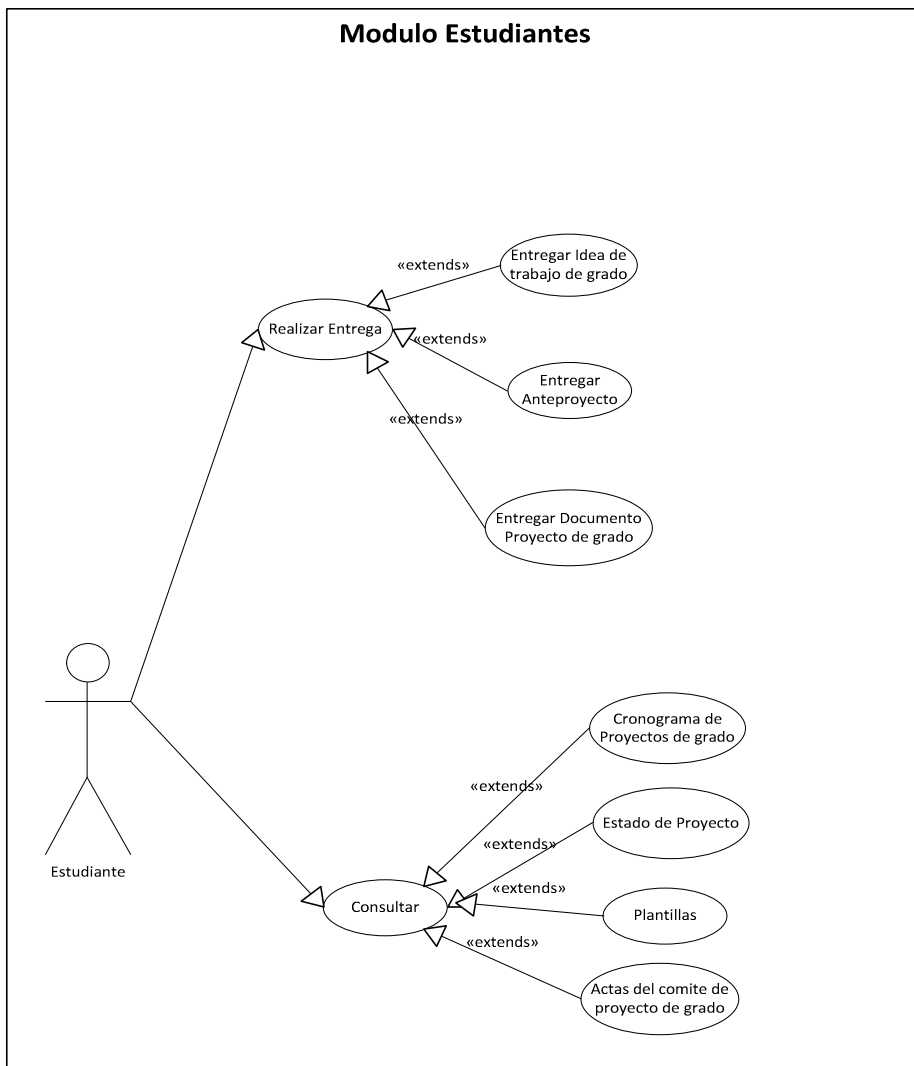 Modulo Estudiantes
Entregar Idea de
trabajo de grado
«extends»
Realizar Entrega
«extends»
Entregar
Anteproyecto
«extends»
Entregar Documento
Proyecto de grado
Cronograma de
Proyectos de grado
«extends»
Estado de Proyecto
«extends»
Estudiante
«extends»
Consultar
Plantillas
«extends»
Actas del comite de
proyecto de grado